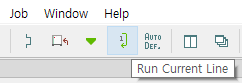 Job Window Help
AUTO
DEF.
Run Current Line